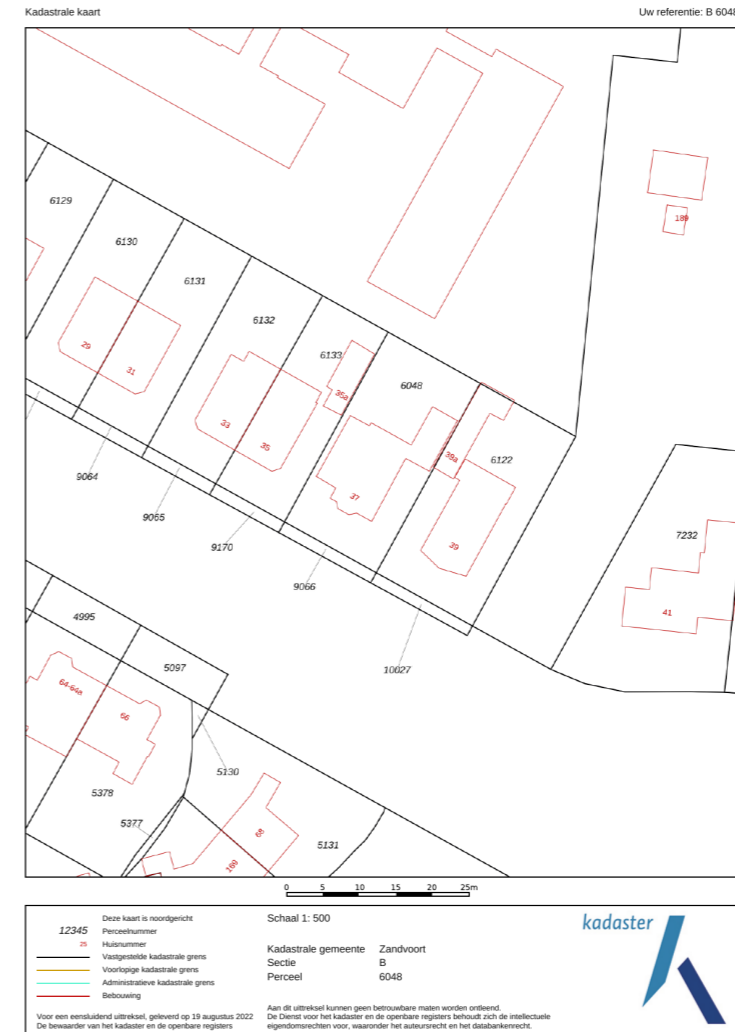 Kadastrale kaart
Uw referentie: B 6048
189
6129
6130
6131
6132
6133
6048
6122
7232
29
31
33
35
35a
37
39a
39
41
9064
9065
9170
9066
10027
4995
5097
64-64a
66
5130
5378
5377
68
169
5131
0 5 10 15 20 25m
Deze kaart is noordgericht
12345 Perceelnummer
25 Huisnummer
Vastgestelde kadastrale grens
Voorlopige kadastrale grens
Administratieve kadastrale grens
Bebouwing
Voor een eensluidend uittreksel, geleverd op 19 augustus 2022
De bewaarder van het kadaster en de openbare registers
Schaal 1: 500
Kadastrale gemeente Zandvoort
Sectie B
Perceel 6048
Aan dit uittreksel kunnen geen betrouwbare maten worden ontleend.
De Dienst voor het kadaster en de openbare registers behoudt zich de intellectuele
eigendomsrechten voor, waaronder het auteursrecht en het databankenrecht.
kadaster